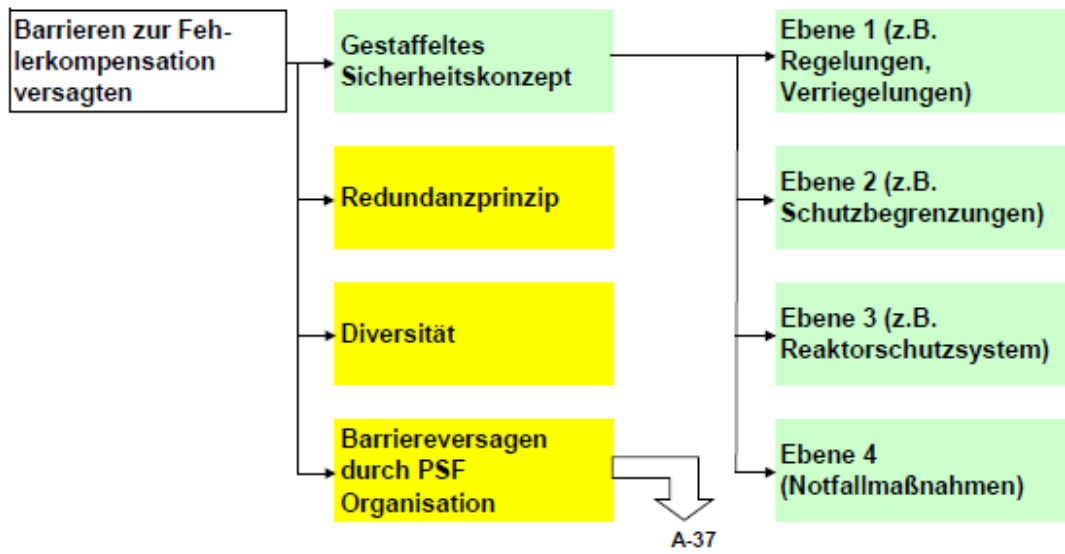 Barrieren zur Feh-
lerkompensation
versagten
Gestaffeltes
Sicherheitskonzept
Redundanzprinzip
Diversität
Barriereversagen
durch PSF
Organisation
A-37
Ebene 1 (z.B.
Regelungen,
Verriegelungen)
Ebene 2 (z.B.
Schutzbegrenzungen)
Ebene 3 (z.B.
Reaktorschutzsystem)
Ebene 4
(Notfallmaßnahmen)